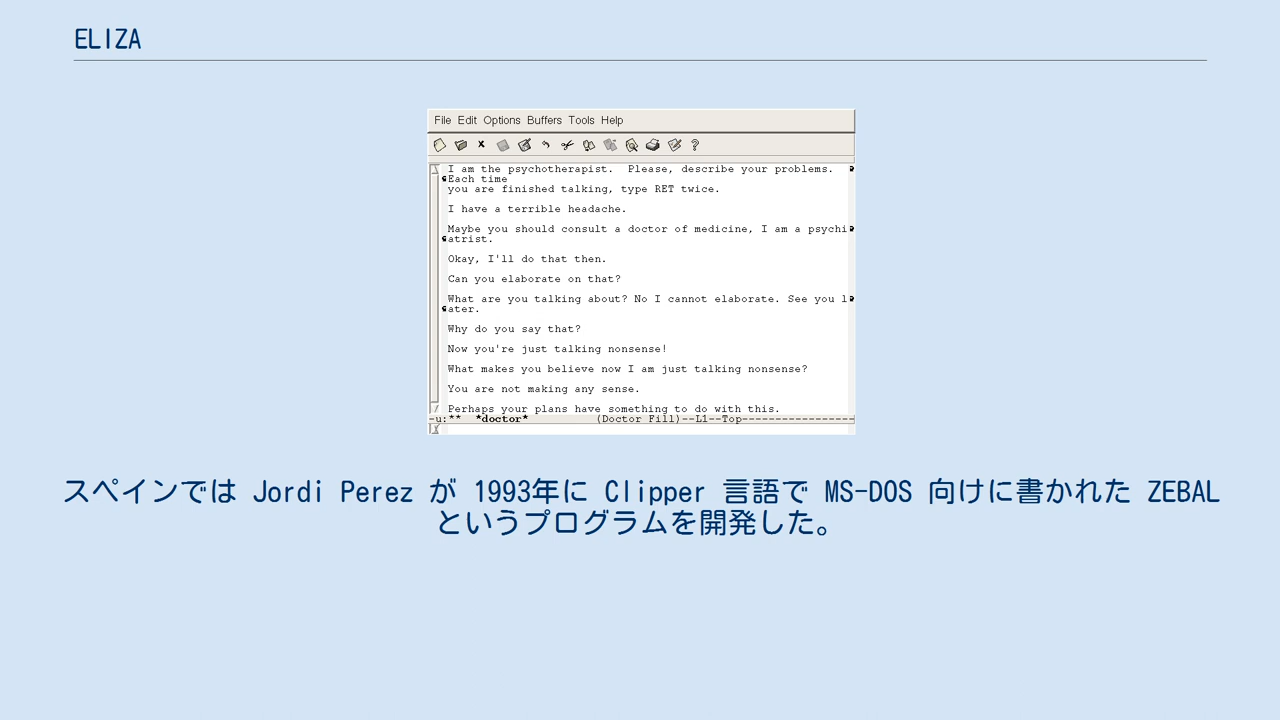 ELIZA
File Edit Options Buffers Tools Help
I am the psychotherapist.  Please, describe your problems.
Each time
you are finished talking, type RET twice.
I have a terrible headache.
Maybe you should consult a doctor of medicine, I am a psychi
atrist.
Okay, I'll do that then.
Can you elaborate on that?
What are you talking about? No I cannot elaborate. See you l
ater.
Why do you say that?
Now you're just talking nonsense!
What makes you believe now I am just talking nonsense?
You are not making any sense.
Perhaps your plans have something to do with this.
-u:**  *doctor*          (Doctor Fill)--L1--Top-----------------
スペインでは Jordi Perez が 1993年に Clipper 言語で MS-DOS 向けに書かれた ZEBAL
というプログラムを開発した。